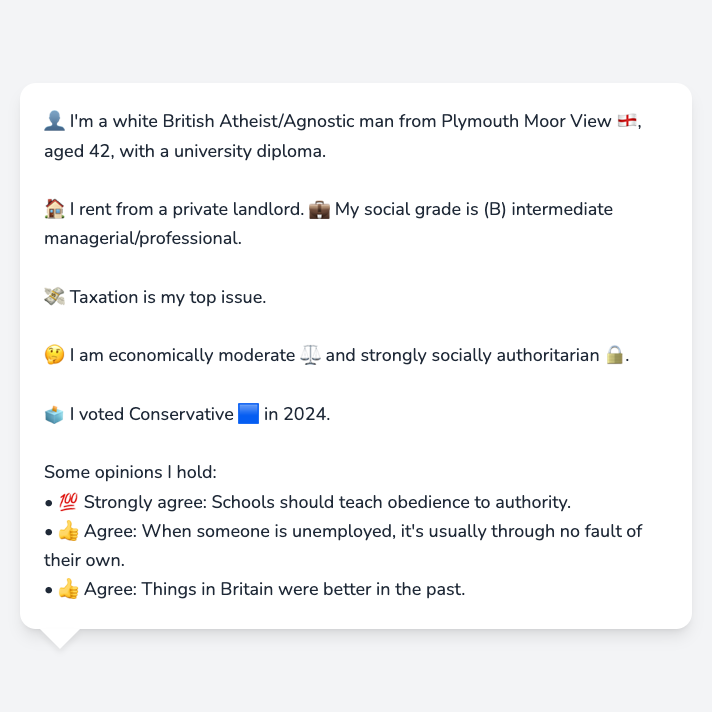 👤 I'm a white British Atheist/Agnostic man from Plymouth Moor View 🏴󠁧󠁢󠁥󠁮󠁧󠁿,
aged 42, with a university diploma.
🏠 I rent from a private landlord. 💼 My social grade is (B) intermediate
managerial/professional.
💸 Taxation is my top issue.
🤔 I am economically moderate ⚖️ and strongly socially authoritarian 🔒.
🗳️ I voted Conservative 🟦 in 2024.
Some opinions I hold:
• 💯 Strongly agree: Schools should teach obedience to authority.
• 👍 Agree: When someone is unemployed, it's usually through no fault of
their own.
• 👍 Agree: Things in Britain were better in the past.